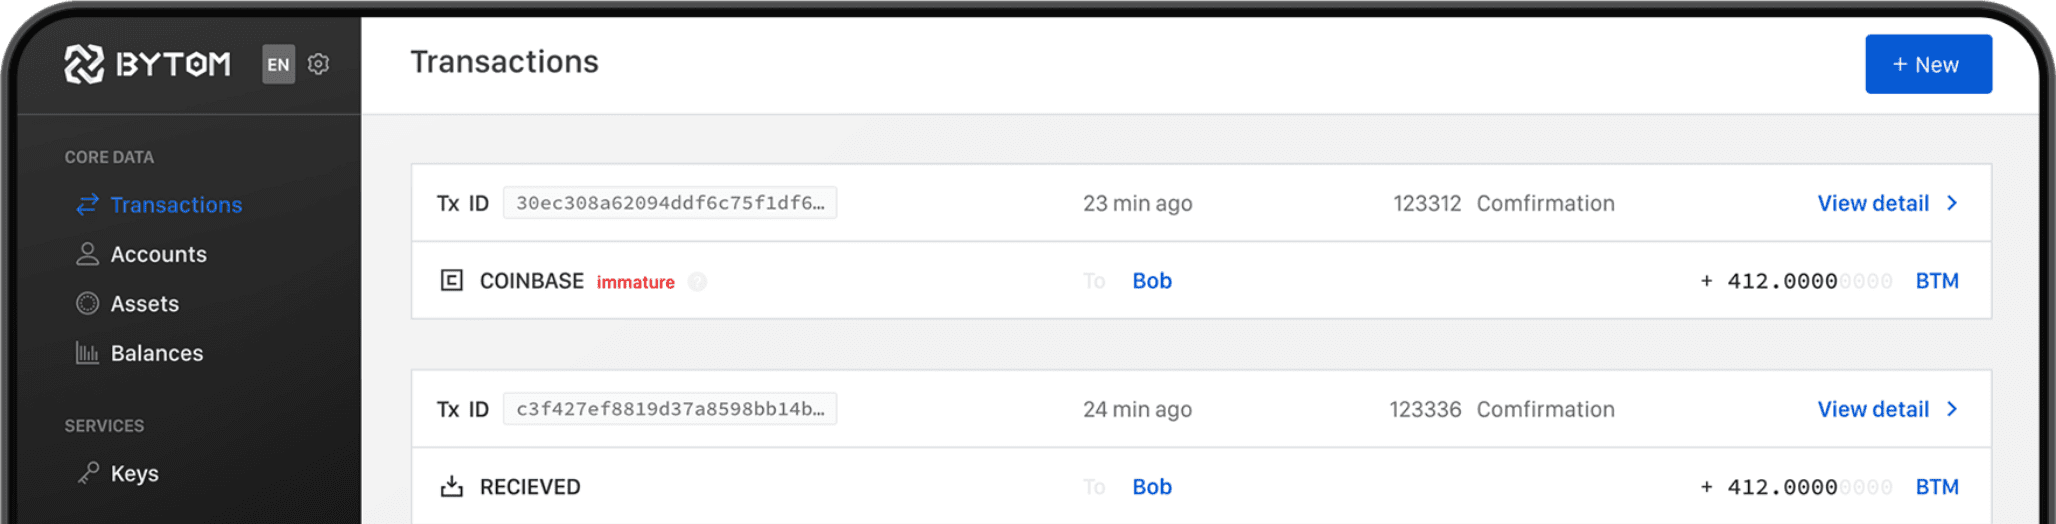 BYTOM EN
CORE DATA
Transactions
Accounts
Assets
Balances
SERVICES
Keys
Transactions
+ New
Tx ID 30ec308a62094ddf6c75f1df6… 23 min ago 123312 Comfirmation View detail >
COINBASE immature ? To Bob + 412.00000000 BTM
Tx ID c3f427ef8819d37a8598bb14b… 24 min ago 123336 Comfirmation View detail >
RECIEVED To Bob + 412.00000000 BTM